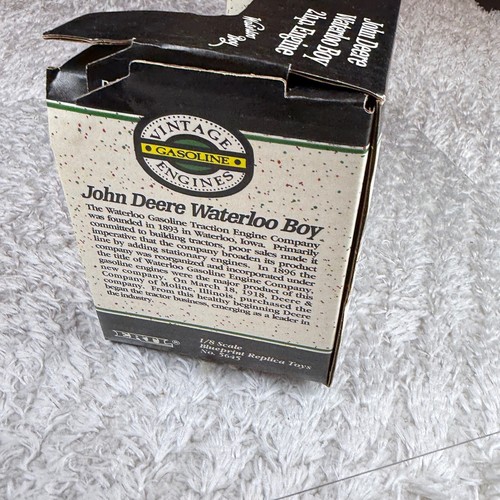 John Deere
Waterloo Boy
2h.p. Engine
VINTAGE
GASOLINE
ENGINES
John Deere Waterloo Boy
The Waterloo Gasoline Traction Engine Company
was founded in 1893 in Waterloo, Iowa. Primarily
committed to building tractors, poor sales made it
imperative that the company broaden its product
line by adding stationary engines. In 1896 the
company was reorganized and incorporated under
the title of Waterloo Gasoline Engine Company,
gasoline engines were the major product of this
new company. In March 18, 1918, Deere &
Company of Moline, Illinois, purchased the
company. From this healthy beginning Deere
began the tractor business, emerging as a leader in
the industry.
ERTL®
1/8 Scale
Blueprint Replica Toys
No. 5645